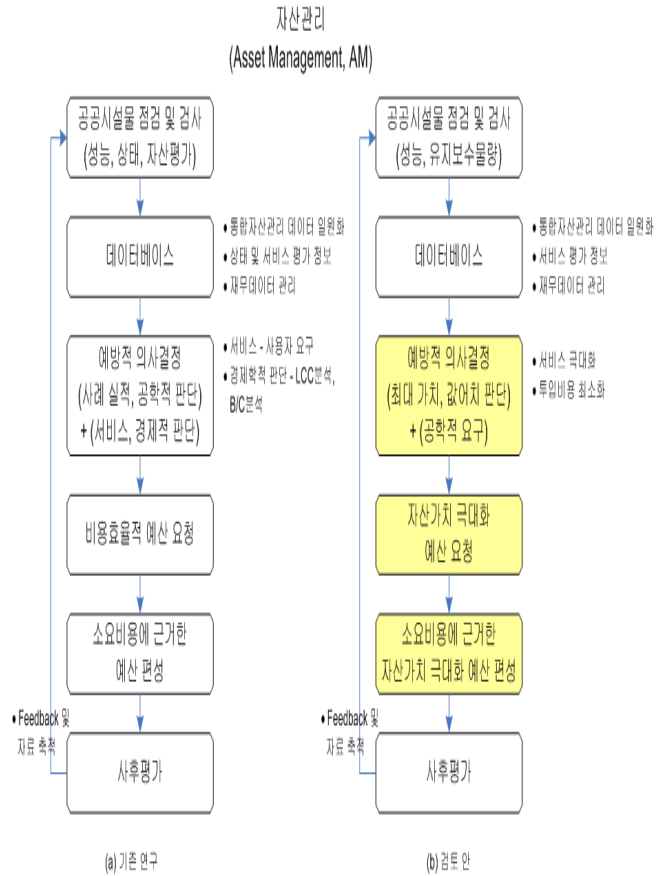 자산관리
(Asset Management, AM)
공공시설물 점검 및 검사
(성능, 상태, 자산평가)
데이터베이스
• 통합자산관리 데이터 일원화
• 상태 및 서비스 평가 정보
• 재무데이터 관리
예방적 의사결정
(사례 실적, 공학적 판단)
+ (서비스, 경제적 판단)
• 서비스 - 사용자 요구
• 경제학적 판단 - LCC분석,
B/C분석
비용효율적 예산 요청
소요비용에 근거한
예산 편성
• Feedback 및
자료 축적
사후평가
(a) 기존 연구
공공시설물 점검 및 검사
(성능, 유지보수물량)
데이터베이스
• 통합자산관리 데이터 일원화
• 서비스 평가 정보
• 재무데이터 관리
예방적 의사결정
(최대 가치, 값어치 판단)
+ (공학적 요구)
• 서비스 극대화
• 투입비용 최소화
자산가치 극대화
예산 요청
소요비용에 근거한
자산가치 극대화 예산 편성
• Feedback 및
자료 축적
사후평가
(b) 검토 안